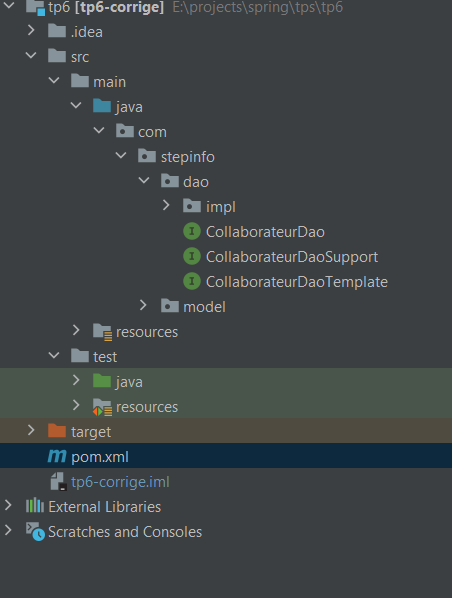 tp6 [tp6-corrige] E:\projects\spring\tps\tp6
.idea
src
main
java
com
stepinfo
dao
impl
CollaborateurDao
CollaborateurDaoSupport
CollaborateurDaoTemplate
model
resources
test
java
resources
target
pom.xml
tp6-corrige.iml
External Libraries
Scratches and Consoles